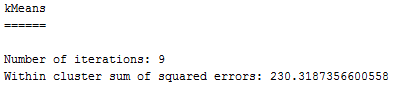 kMeans
======
Number of iterations: 9
Within cluster sum of squared errors: 230.3187356600558